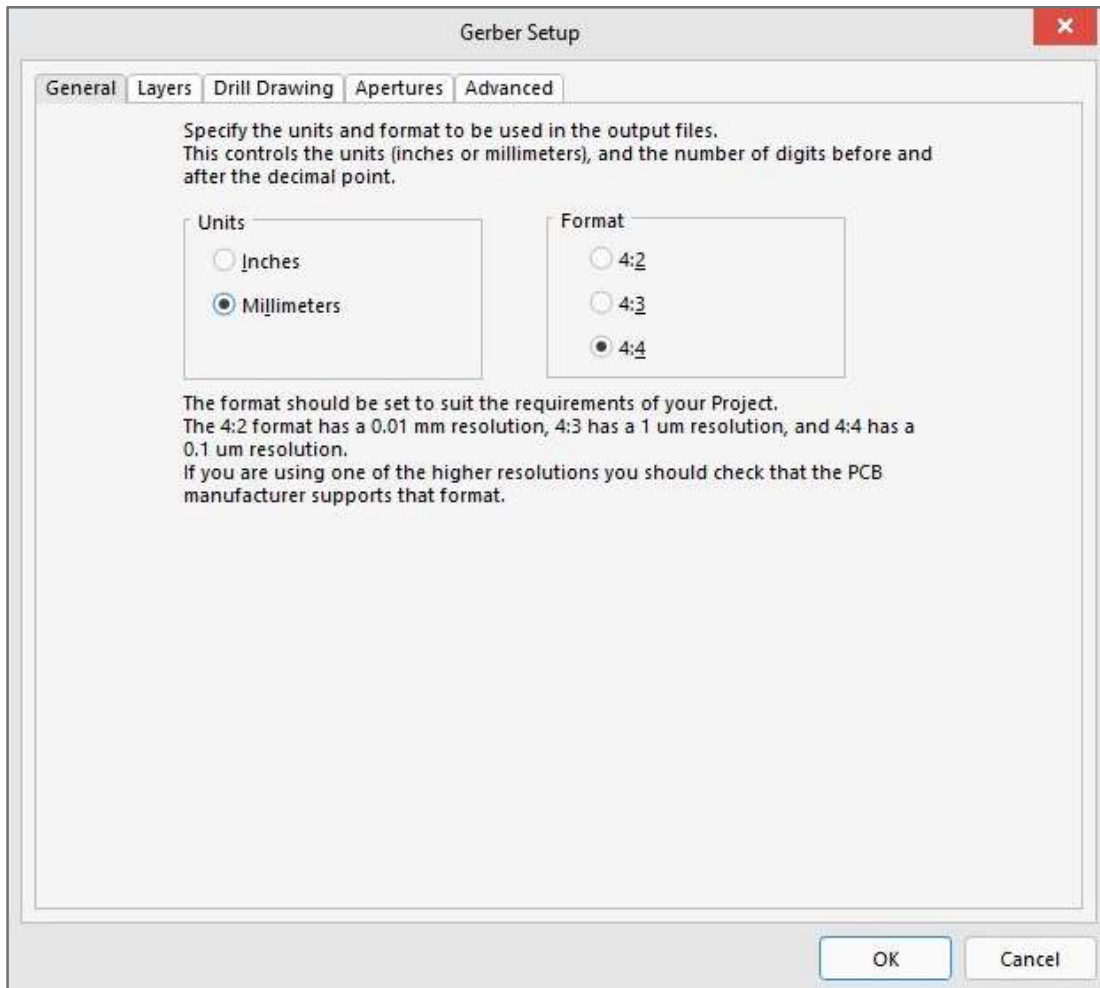 Gerber Setup
General Layers Drill Drawing Apertures Advanced
Specify the units and format to be used in the output files.
This controls the units (inches or millimeters), and the number of digits before and
after the decimal point.
Units
Inches
Millimeters
Format
4:2
4:3
4:4
The format should be set to suit the requirements of your Project.
The 4:2 format has a 0.01 mm resolution, 4:3 has a 1 um resolution, and 4:4 has a
0.1 um resolution.
If you are using one of the higher resolutions you should check that the PCB
manufacturer supports that format.
OK Cancel